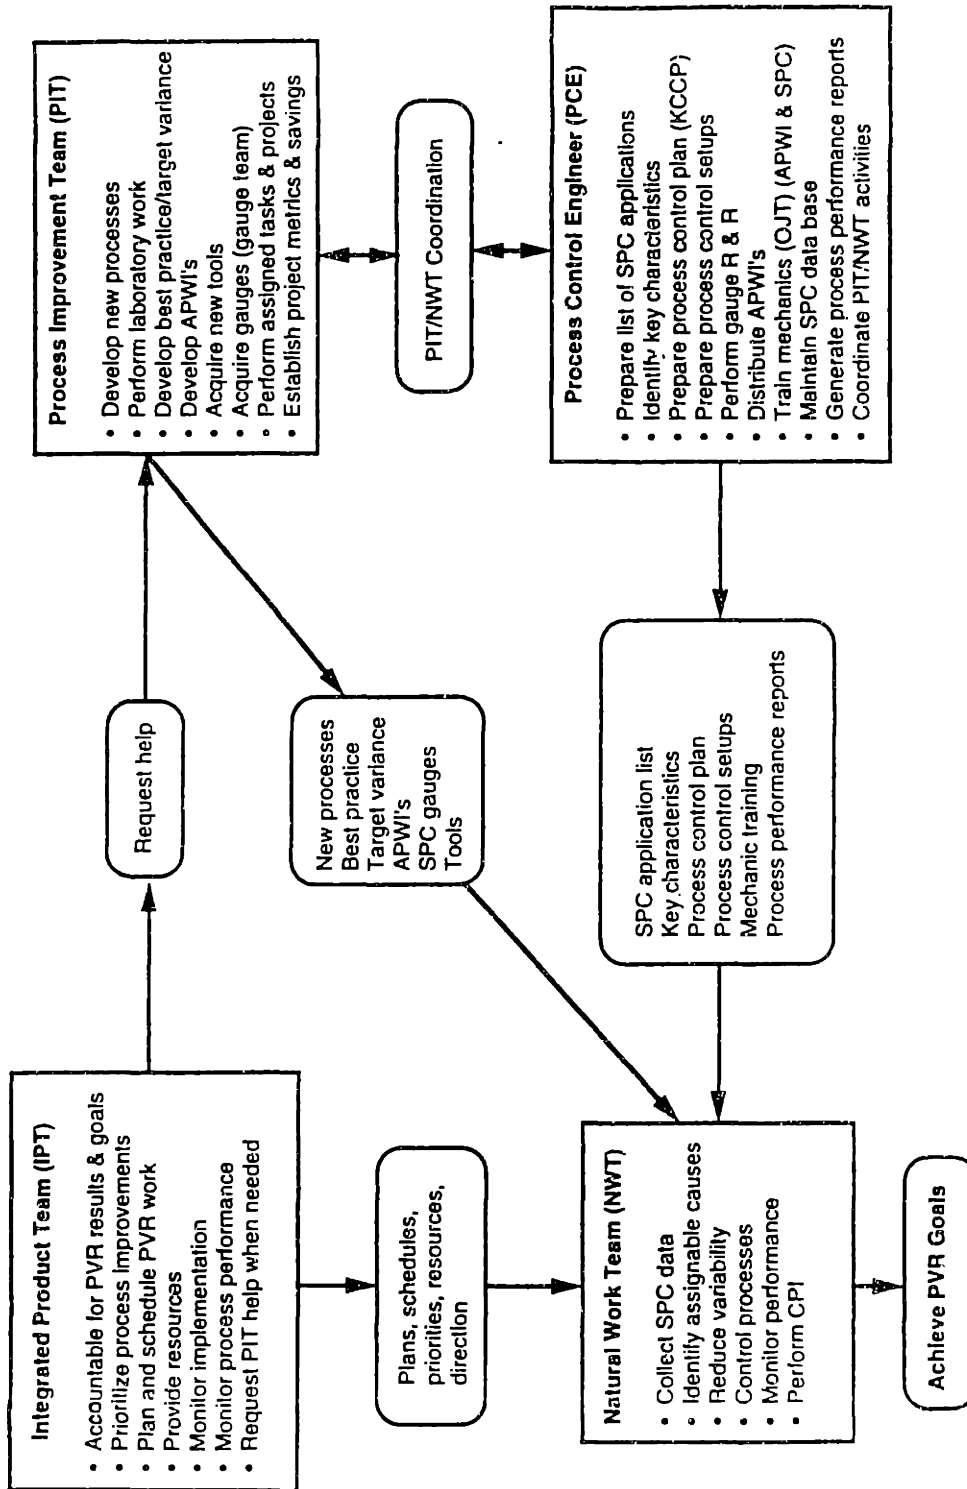 Integrated Product Team (IPT)
• Accountable for PVR results & goals
• Prioritize process improvements
• Plan and schedule PVR work
• Provide resources
• Monitor implementation
• Monitor process performance
• Request PIT help when needed
Request help
Process Improvement Team (PIT)
• Develop new processes
• Perform laboratory work
• Develop best practice/target variance
• Develop APWI's
• Acquire new tools
• Acquire gauges (gauge team)
• Perform assigned tasks & projects
• Establish project metrics & savings
Plans, schedules,
priorities, resources,
direction
New processes
Best practice
Target variance
APWI's
SPC gauges
Tools
PIT/NWT Coordination
Natural Work Team (NWT)
• Collect SPC data
• Identify assignable causes
• Reduce variability
• Control processes
• Monitor performance
• Perform CPI
SPC application list
Key characteristics
Process control plan
Process control setups
Mechanic training
Process performance reports
Process Control Engineer (PCE)
• Prepare list of SPC applications
• Identify key characteristics
• Prepare process control plan (KCCP)
• Prepare process control setups
• Perform gauge R & R
• Distribute APWI's
• Train mechanics (OJT) (APWI & SPC)
• Maintain SPC data base
• Generate process performance reports
• Coordinate PIT/NWT activities
Achieve PVR Goals